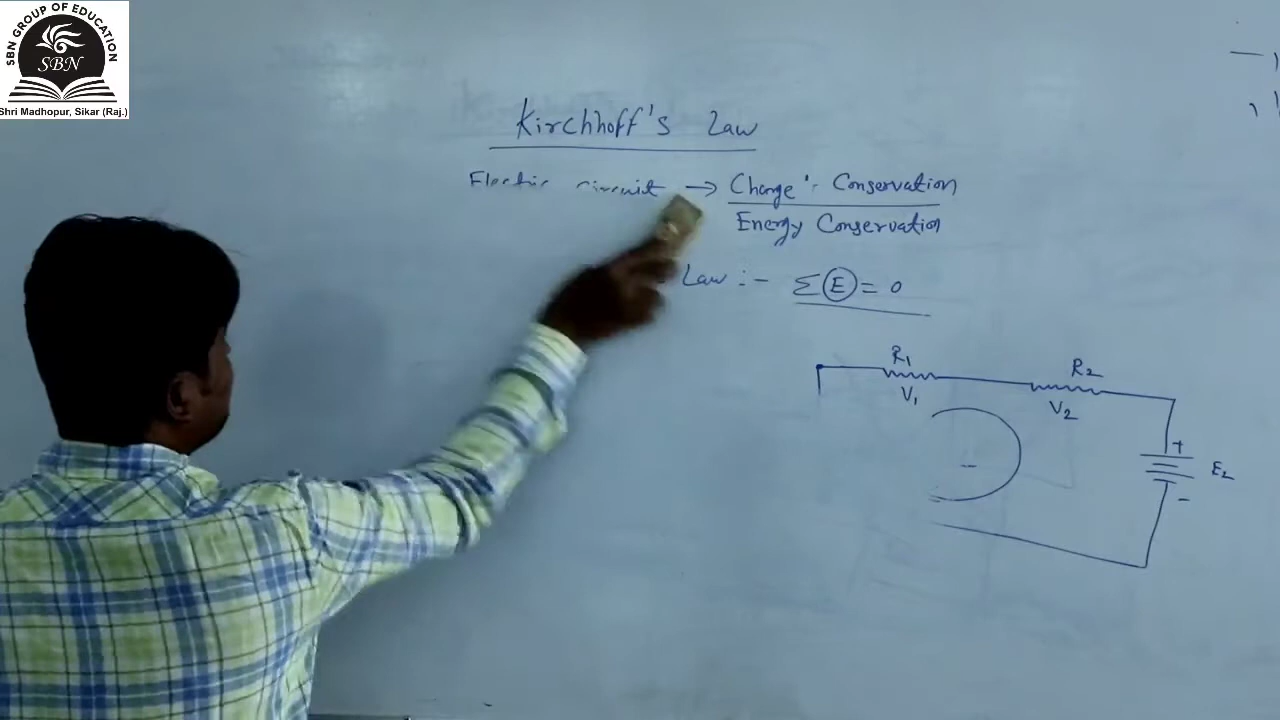 SBN GROUP OF EDUCATION
SBN
Shri Madhopur, Sikar (Raj.)
Kirchhoff's Law
Electric circuit → Charge Conservation
Energy Conservation
Law :- Σ E = 0
R1
R2
V1
V2
+
E2
-